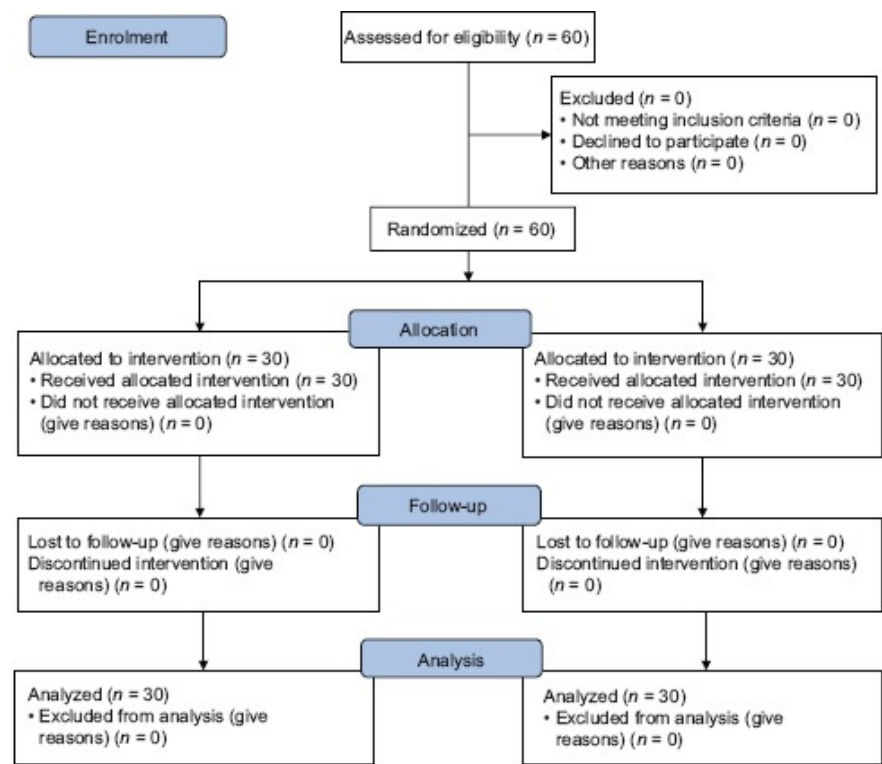 Enrolment
Assessed for eligibility (n = 60)
Excluded (n = 0)
• Not meeting inclusion criteria (n = 0)
• Declined to participate (n = 0)
• Other reasons (n = 0)
Randomized (n = 60)
Allocation
Allocated to intervention (n = 30)
• Received allocated intervention (n = 30)
• Did not receive allocated intervention
(give reasons) (n = 0)
Allocated to intervention (n = 30)
• Received allocated intervention (n = 30)
• Did not receive allocated intervention
(give reasons) (n = 0)
Follow-up
Lost to follow-up (give reasons) (n = 0)
Discontinued intervention (give
reasons) (n = 0)
Lost to follow-up (give reasons) (n = 0)
Discontinued intervention (give reasons)
(n = 0)
Analysis
Analyzed (n = 30)
• Excluded from analysis (give
reasons) (n = 0)
Analyzed (n = 30)
• Excluded from analysis (give
reasons) (n = 0)